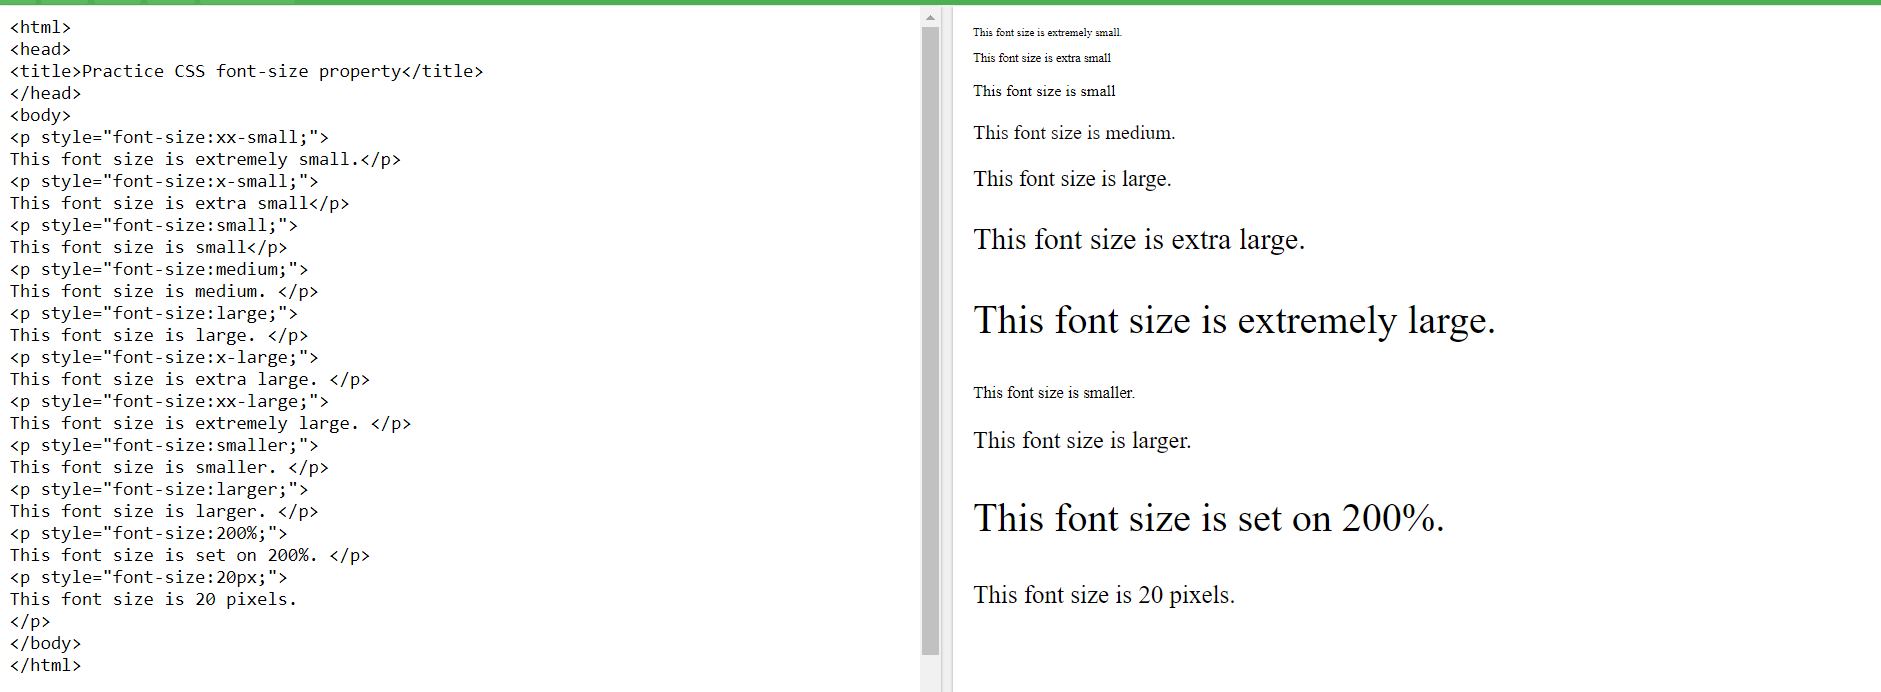 <html>
<head>
<title>Practice CSS font-size property</title>
</head>
<body>
<p style="font-size:xx-small;">
This font size is extremely small.</p>
<p style="font-size:x-small;">
This font size is extra small</p>
<p style="font-size:small;">
This font size is small</p>
<p style="font-size:medium;">
This font size is medium. </p>
<p style="font-size:large;">
This font size is large. </p>
<p style="font-size:x-large;">
This font size is extra large. </p>
<p style="font-size:xx-large;">
This font size is extremely large. </p>
<p style="font-size:smaller;">
This font size is smaller. </p>
<p style="font-size:larger;">
This font size is larger. </p>
<p style="font-size:200%;">
This font size is set on 200%. </p>
<p style="font-size:20px;">
This font size is 20 pixels.
</p>
</body>
</html>
This font size is extremely small.
This font size is extra small
This font size is small
This font size is medium.
This font size is large.
This font size is extra large.
This font size is extremely large.
This font size is smaller.
This font size is larger.
This font size is set on 200%.
This font size is 20 pixels.